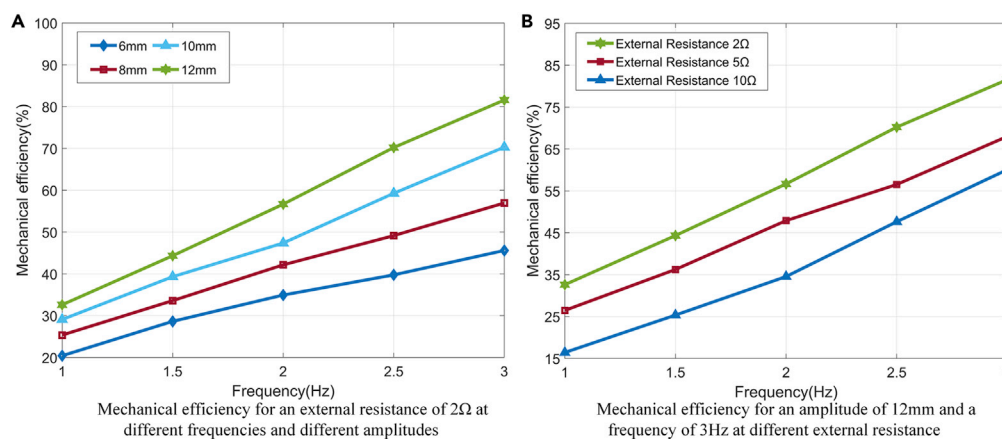 A
100
90
80
70
60
50
40
30
20
Mechanical efficiency(%)
6mm 10mm
8mm 12mm
1 1.5 2 2.5 3
Frequency(Hz)
Mechanical efficiency for an external resistance of 2Ω at
different frequencies and different amplitudes
B
95
85
75
65
55
45
35
25
15
Mechanical efficiency(%)
External Resistance 2Ω
External Resistance 5Ω
External Resistance 10Ω
1 1.5 2 2.5 3
Frequency(Hz)
Mechanical efficiency for an amplitude of 12mm and a
frequency of 3Hz at different external resistance